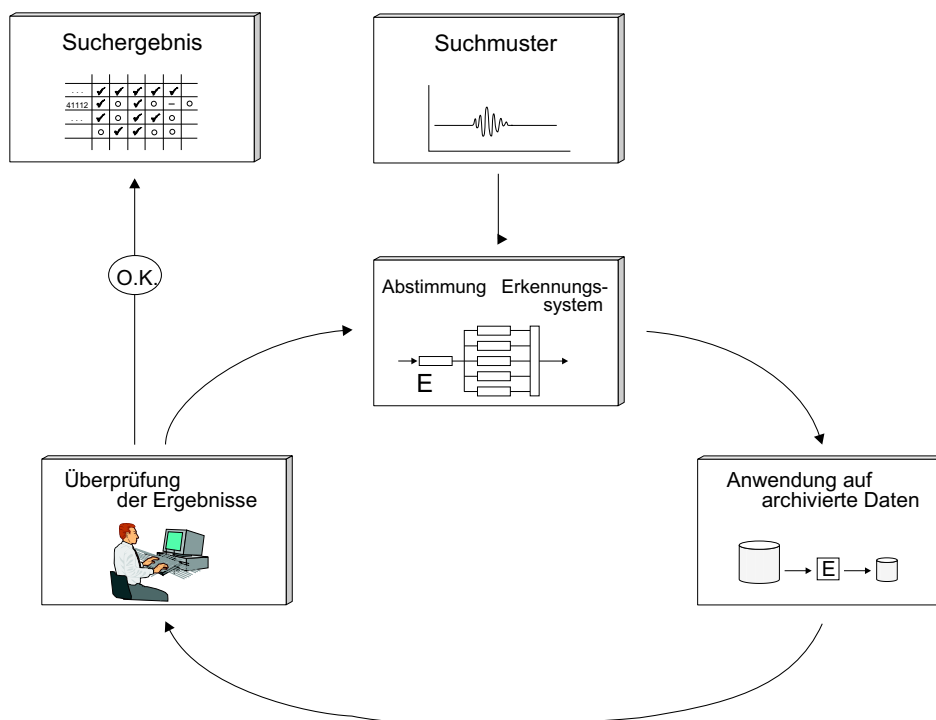 Suchergebnis
. . .
41112
. . .
Suchmuster
O.K.
Abstimmung
Erkennungs-
system
E
Überprüfung
der Ergebnisse
Anwendung auf
archivierte Daten
E